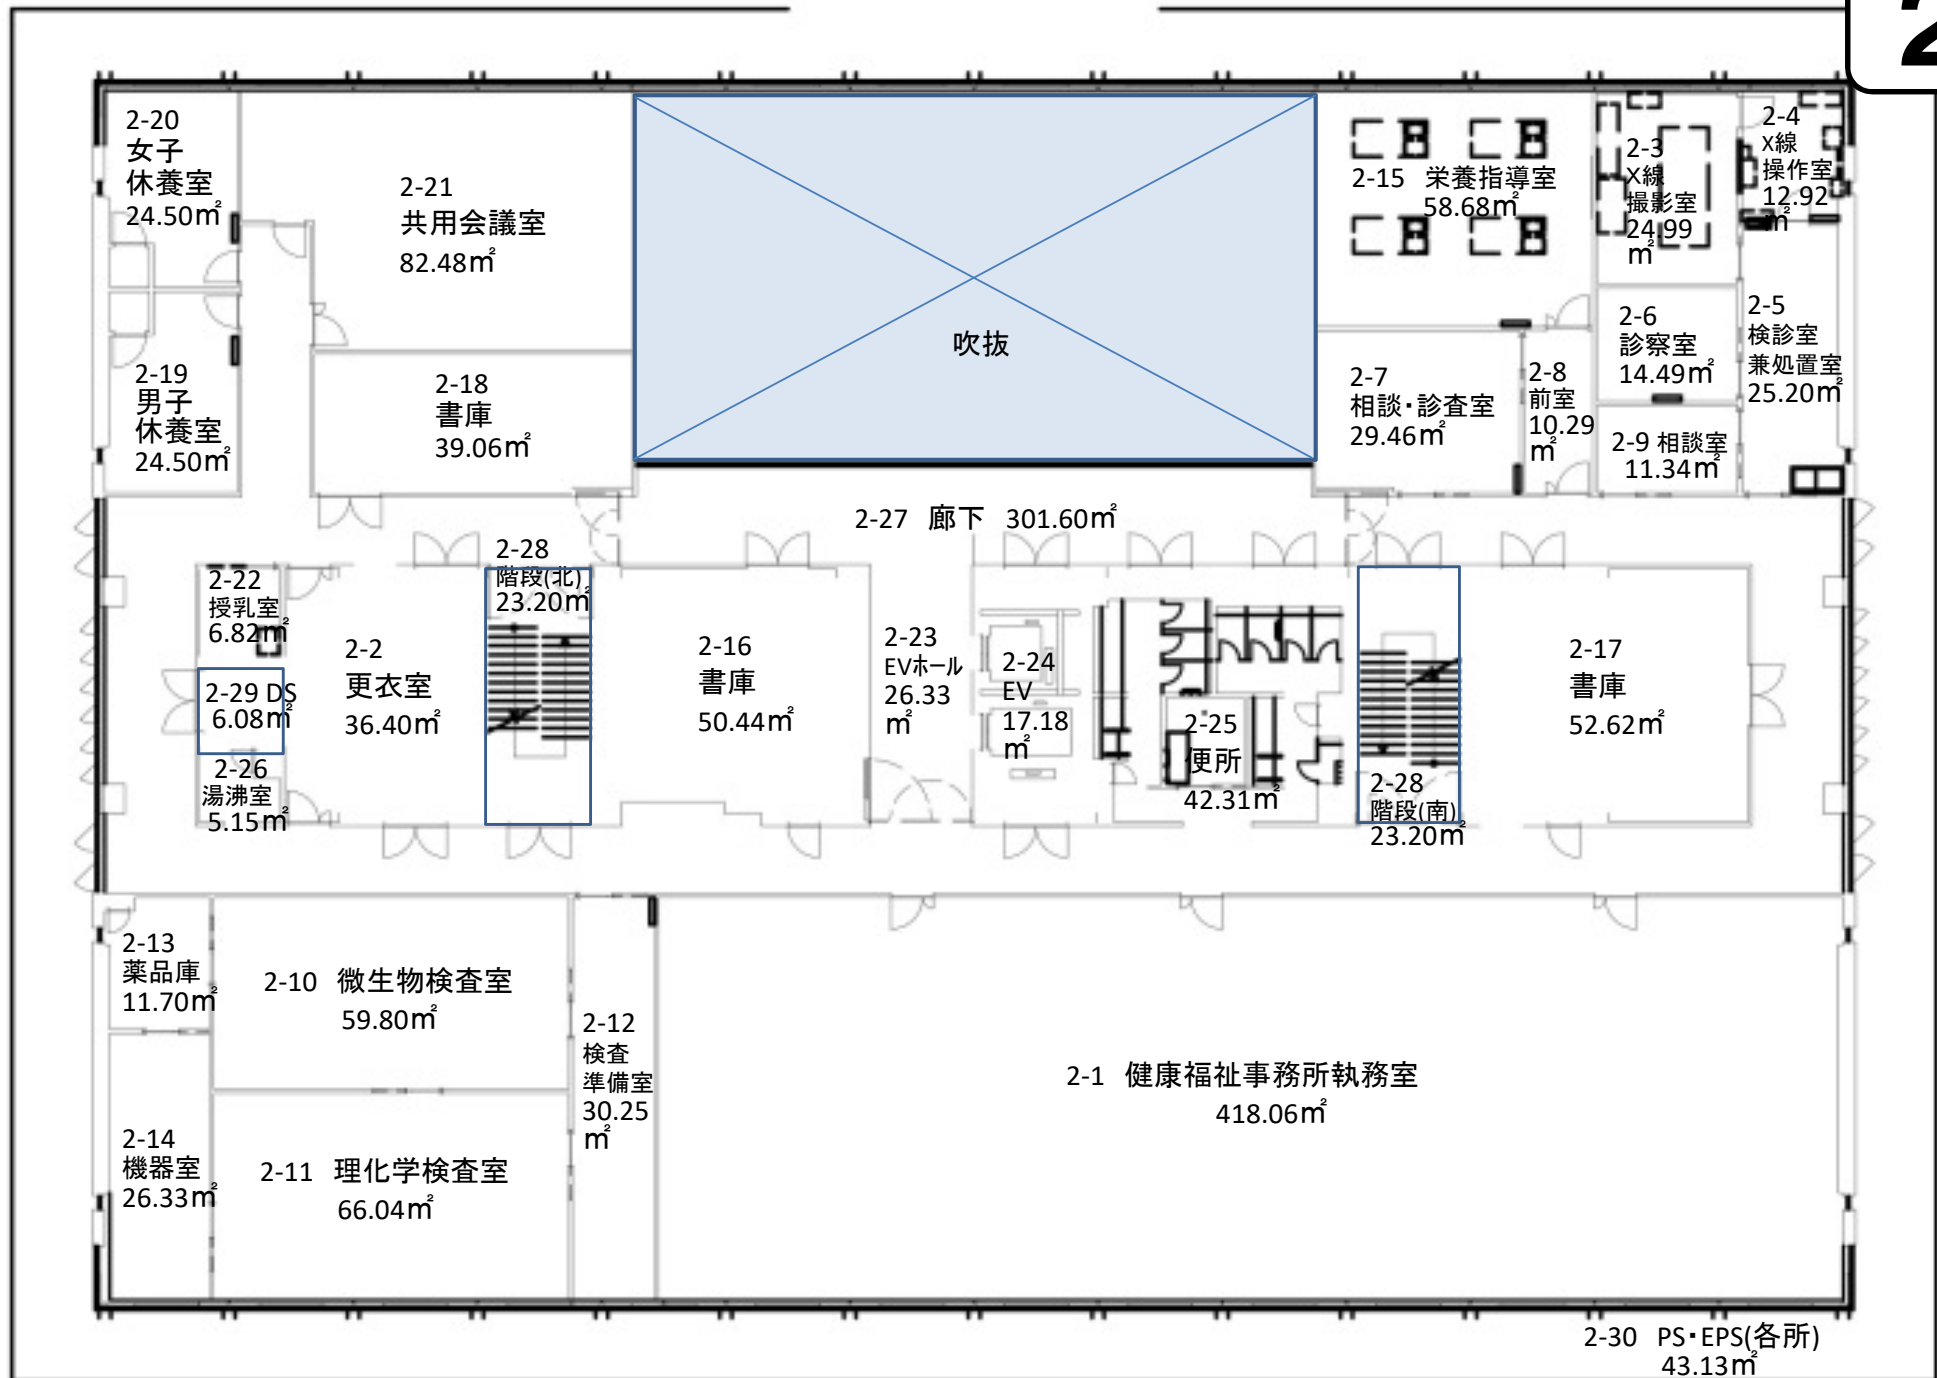 2
2-20
女子
休養室
24.50㎡
2-21
共用会議室
82.48㎡
吹抜
2-15 栄養指導室
58.68㎡
2-3
X線
撮影室
24.99
㎡
2-4
X線
操作室
12.92
㎡
2-19
男子
休養室
24.50㎡
2-18
書庫
39.06㎡
2-7
相談・診査室
29.46㎡
2-8
前室
10.29
㎡
2-6
診察室
14.49㎡
2-5
検診室
兼処置室
25.20㎡
2-9 相談室
11.34㎡
2-27 廊下 301.60㎡
2-22
授乳室
6.82㎡
2-29 DS
6.08㎡
2-26
湯沸室
5.15㎡
2-2
更衣室
36.40㎡
2-28
階段(北)
23.20㎡
2-16
書庫
50.44㎡
2-23
EVホール
26.33
㎡
2-24
EV
17.18
㎡
2-25
便所
42.31㎡
2-28
階段(南)
23.20㎡
2-17
書庫
52.62㎡
2-13
薬品庫
11.70㎡
2-10 微生物検査室
59.80㎡
2-12
検査
準備室
30.25
㎡
2-1 健康福祉事務所執務室
418.06㎡
2-14
機器室
26.33㎡
2-11 理化学検査室
66.04㎡
2-30 PS・EPS(各所)
43.13㎡